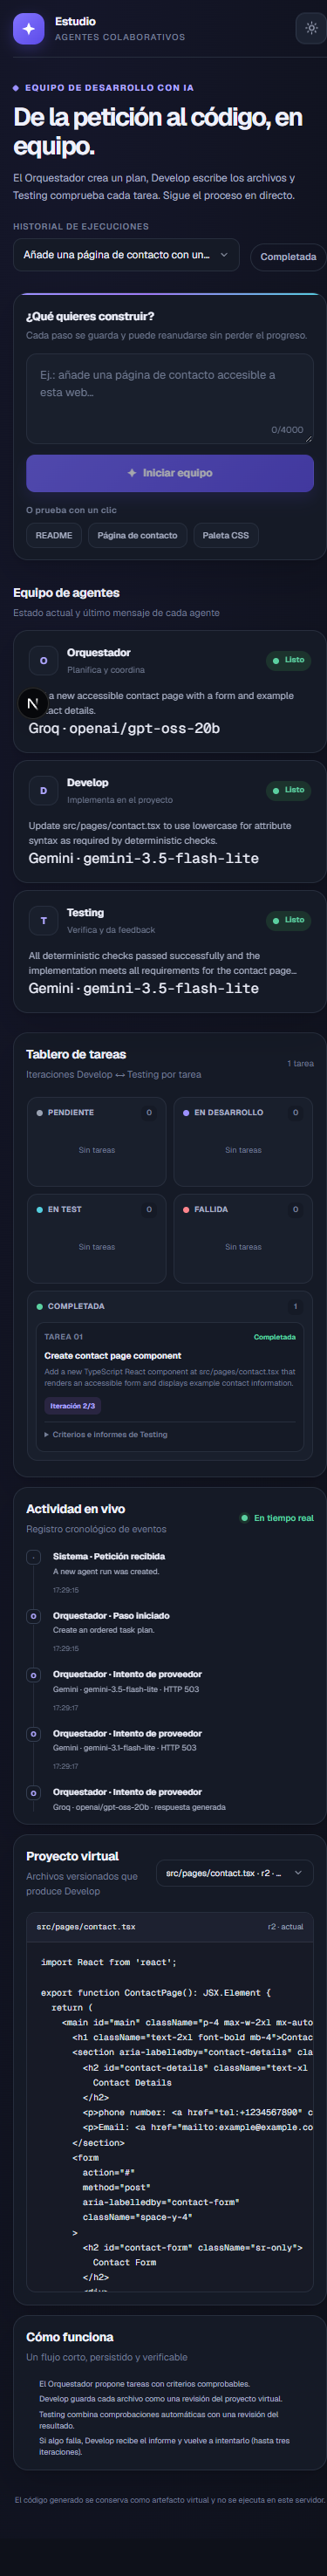 Estudio
AGENTES COLABORATIVOS
EQUIPO DE DESARROLLO CON IA
De la petición al código, en
equipo.
El Orquestador crea un plan, Develop escribe los archivos y
Testing comprueba cada tarea. Sigue el proceso en directo.
HISTORIAL DE EJECUCIONES
Añade una página de contacto con un...
Completada
¿Qué quieres construir?
Cada paso se guarda y puede reanudarse sin perder el progreso.
Ej.: añade una página de contacto accesible a
esta web...
0/4000
Iniciar equipo
O prueba con un clic
README
Página de contacto
Paleta CSS
Equipo de agentes
Estado actual y último mensaje de cada agente
O
Orquestador
Planifica y coordina
Listo
a new accessible contact page with a form and example
act details.
N
Groq · openai/gpt-oss-20b
D
Develop
Implementa en el proyecto
Listo
Update src/pages/contact.tsx to use lowercase for attribute
syntax as required by deterministic checks.
Gemini · gemini-3.5-flash-lite
T
Testing
Verifica y da feedback
Listo
All deterministic checks passed successfully and the
implementation meets all requirements for the contact page...
Gemini · gemini-3.5-flash-lite
Tablero de tareas
Iteraciones Develop ↔ Testing por tarea
1 tarea
PENDIENTE
0
Sin tareas
EN DESARROLLO
0
Sin tareas
EN TEST
0
Sin tareas
FALLIDA
0
Sin tareas
COMPLETADA
1
TAREA 01
Completada
Create contact page component
Add a new TypeScript React component at src/pages/contact.tsx that
renders an accessible form and displays example contact information.
Iteración 2/3
Criterios e informes de Testing
Actividad en vivo
Registro cronológico de eventos
En tiempo real
Sistema · Petición recibida
A new agent run was created.
17:29:15
O
Orquestador · Paso iniciado
Create an ordered task plan.
17:29:15
O
Orquestador · Intento de proveedor
Gemini · gemini-3.5-flash-lite · HTTP 503
17:29:17
O
Orquestador · Intento de proveedor
Gemini · gemini-3.1-flash-lite · HTTP 503
17:29:17
O
Orquestador · Intento de proveedor
Groq · openai/gpt-oss-20b · respuesta generada
Proyecto virtual
Archivos versionados que
produce Develop
src/pages/contact.tsx · r2 · ...
src/pages/contact.tsx
r2 · actual
import React from 'react';
export function ContactPage(): JSX.Element {
return (
<main id="main" className="p-4 max-w-2xl mx-auto
<h1 className="text-2xl font-bold mb-4">Contac
<section aria-labelledby="contact-details" cla
<h2 id="contact-details" className="text-xl
Contact Details
</h2>
<p>phone number: <a href="tel:+1234567890" c
<p>Email: <a href="mailto:example@example.co
</section>
<form
action="#"
method="post"
aria-labelledby="contact-form"
className="space-y-4"
>
<h2 id="contact-form" className="sr-only">
Contact Form
</h2>
<div>
Cómo funciona
Un flujo corto, persistido y verificable
El Orquestador propone tareas con criterios comprobables.
Develop guarda cada archivo como una revisión del proyecto virtual.
Testing combina comprobaciones automáticas con una revisión del
resultado.
Si algo falla, Develop recibe el informe y vuelve a intentarlo (hasta tres
iteraciones).
El código generado se conserva como artefacto virtual y no se ejecuta en este servidor.